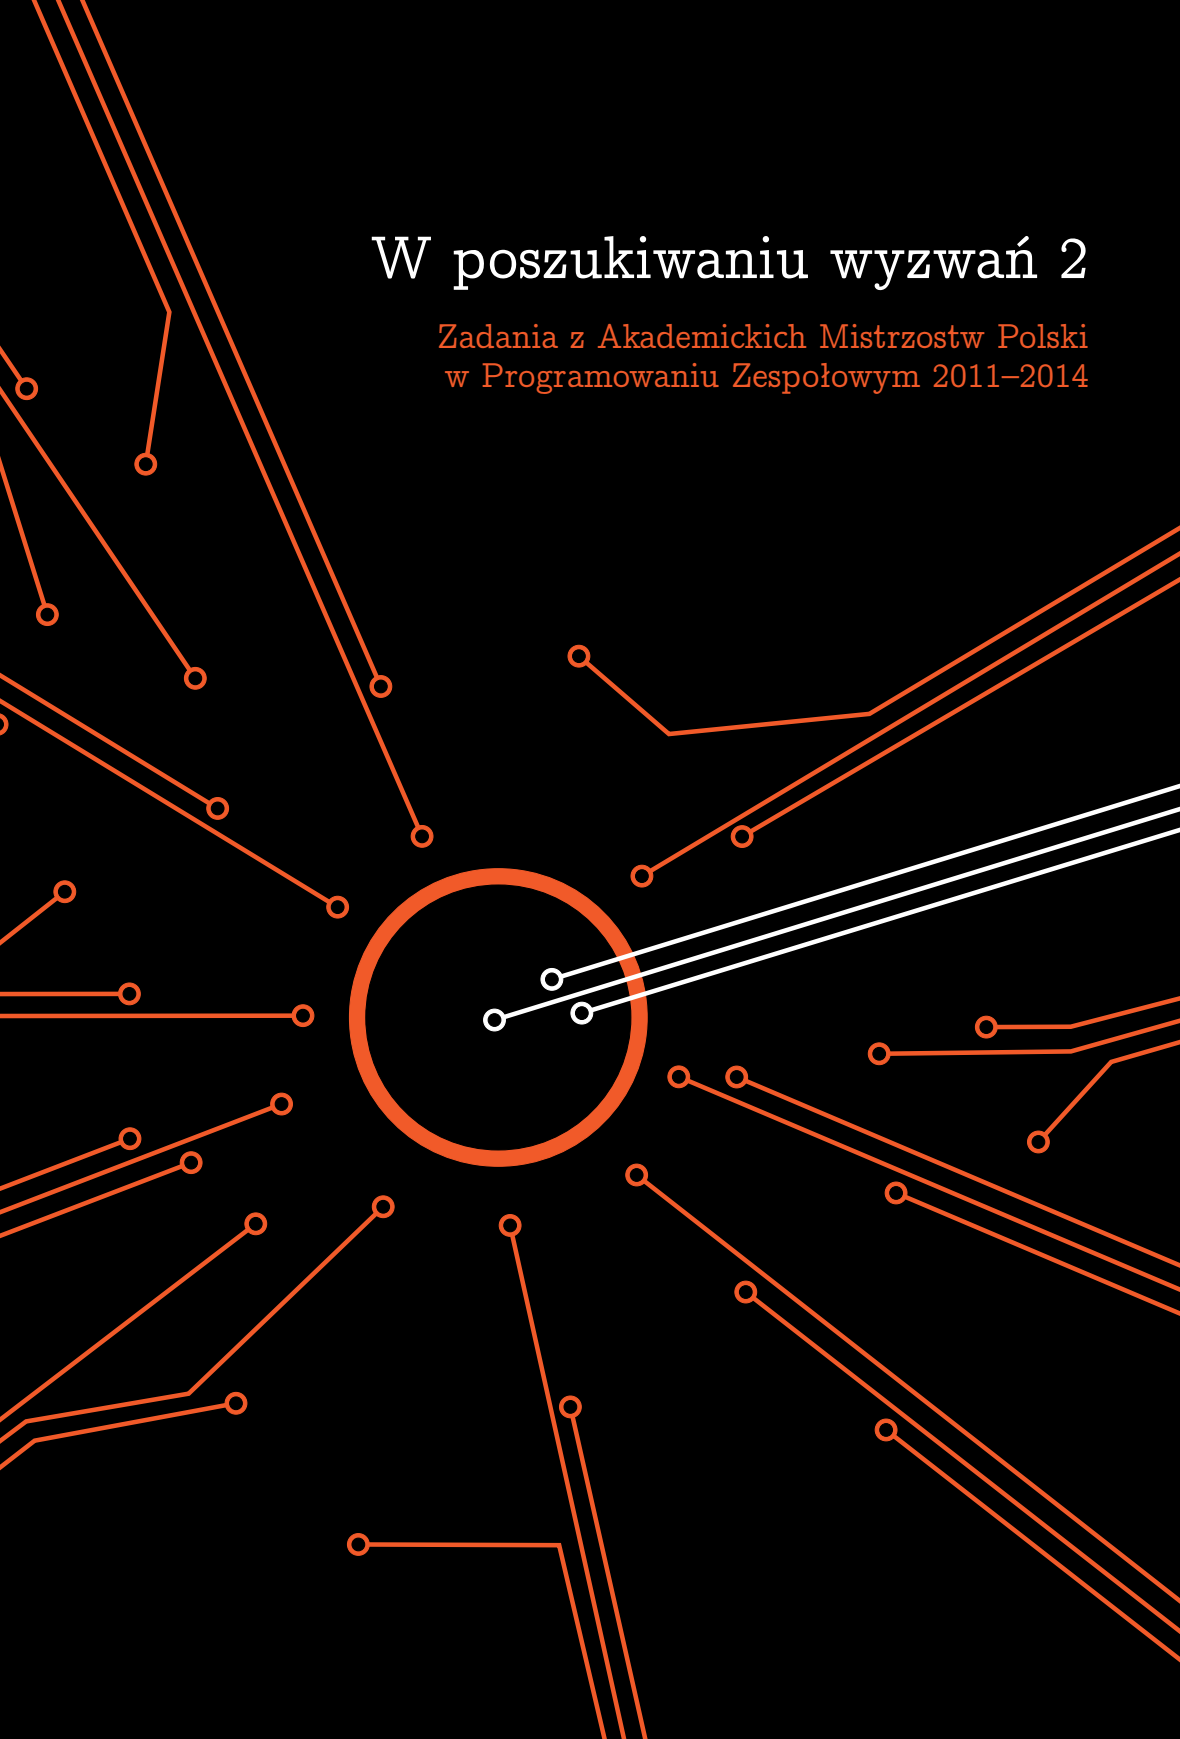 W poszukiwaniu wyzwań 2
Zadania z Akademickich Mistrzostw Polski
w Programowaniu Zespołowym 2011–2014